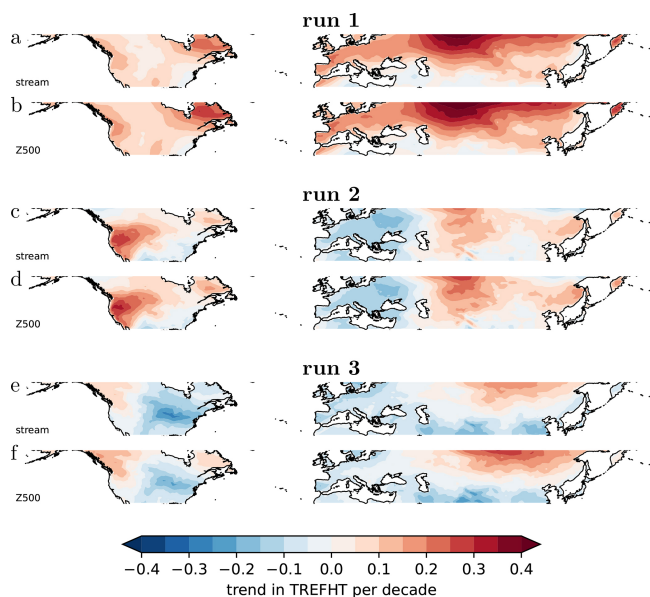 run 1
a
stream
b
Z500
run 2
c
stream
d
Z500
run 3
e
stream
f
Z500
−0.4 −0.3 −0.2 −0.1 0.0 0.1 0.2 0.3 0.4
trend in TREFHT per decade